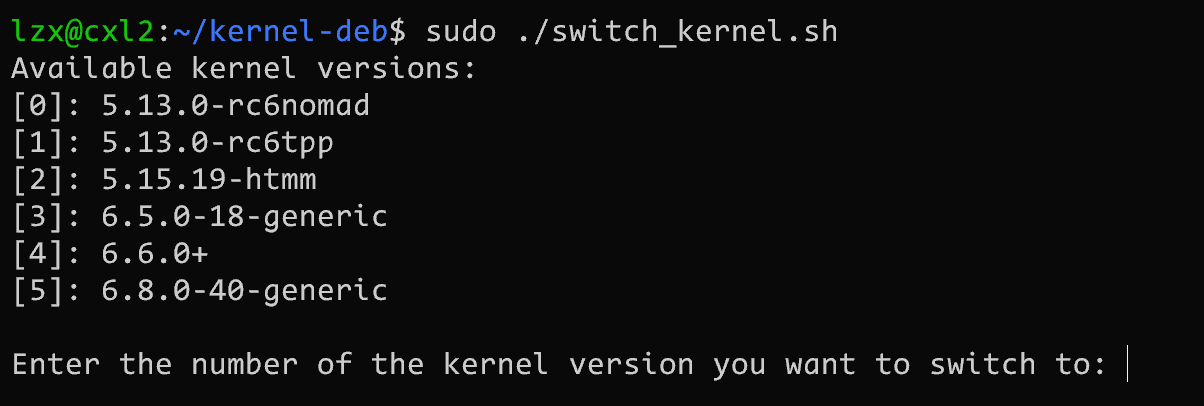 lzx@cxl2:~/kernel-deb$ sudo ./switch_kernel.sh
Available kernel versions:
[0]: 5.13.0-rc6nomad
[1]: 5.13.0-rc6tpp
[2]: 5.15.19-htmm
[3]: 6.5.0-18-generic
[4]: 6.6.0+
[5]: 6.8.0-40-generic
Enter the number of the kernel version you want to switch to: